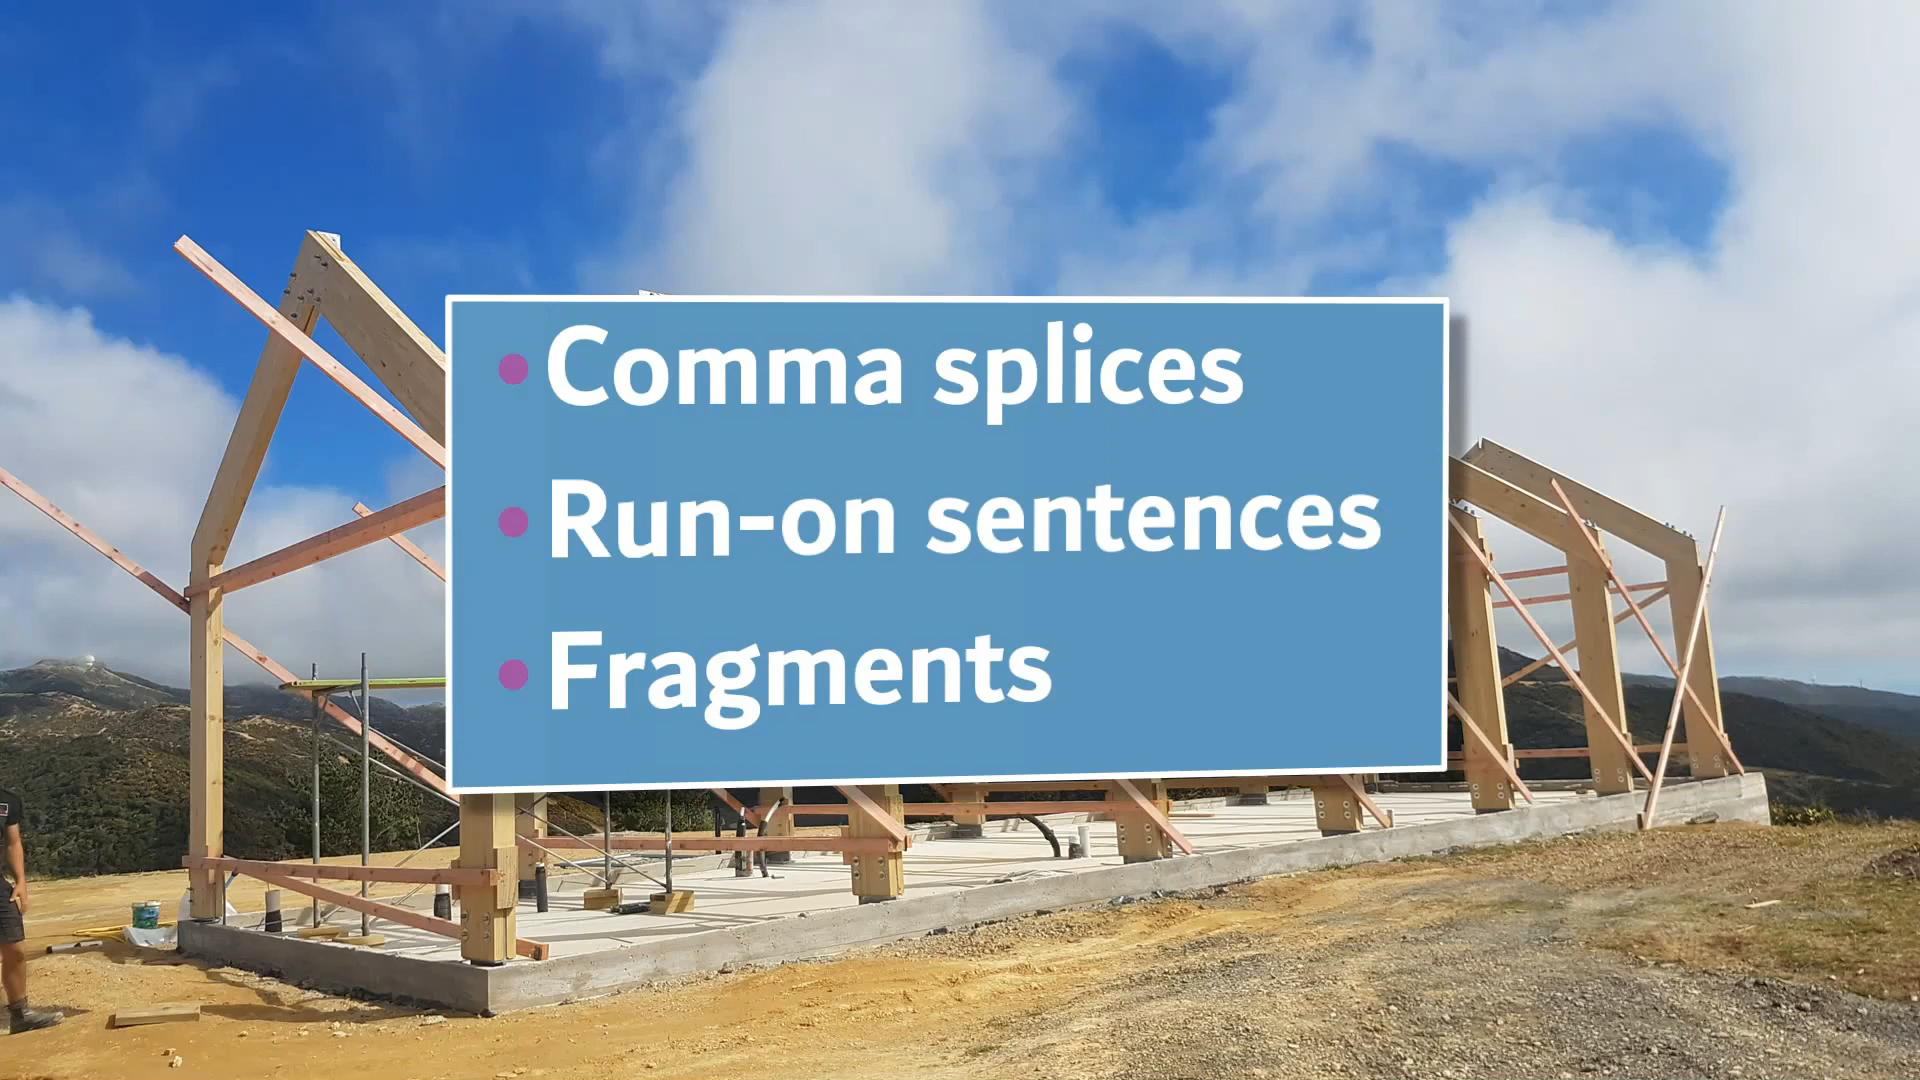 • Comma splices
• Run-on sentences
• Fragments